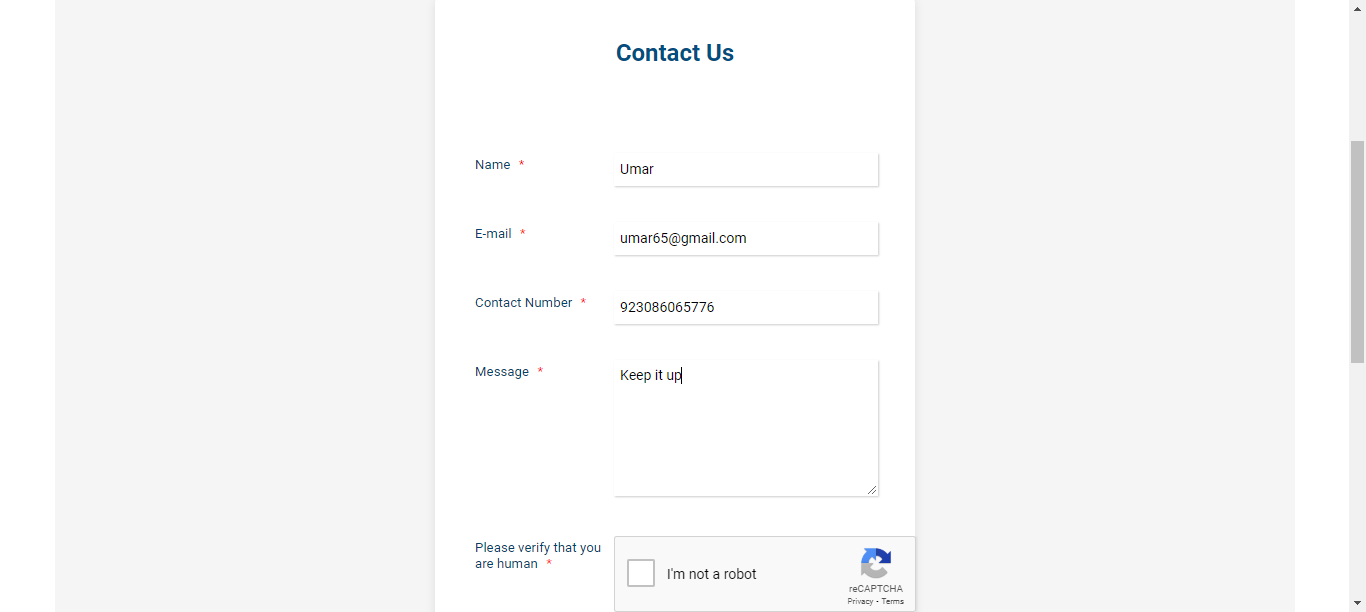 Contact Us
Name *
Umar
E-mail *
umar65@gmail.com
Contact Number *
923086065776
Message *
Keep it up
Please verify that you
are human *
I'm not a robot
reCAPTCHA
Privacy - Terms